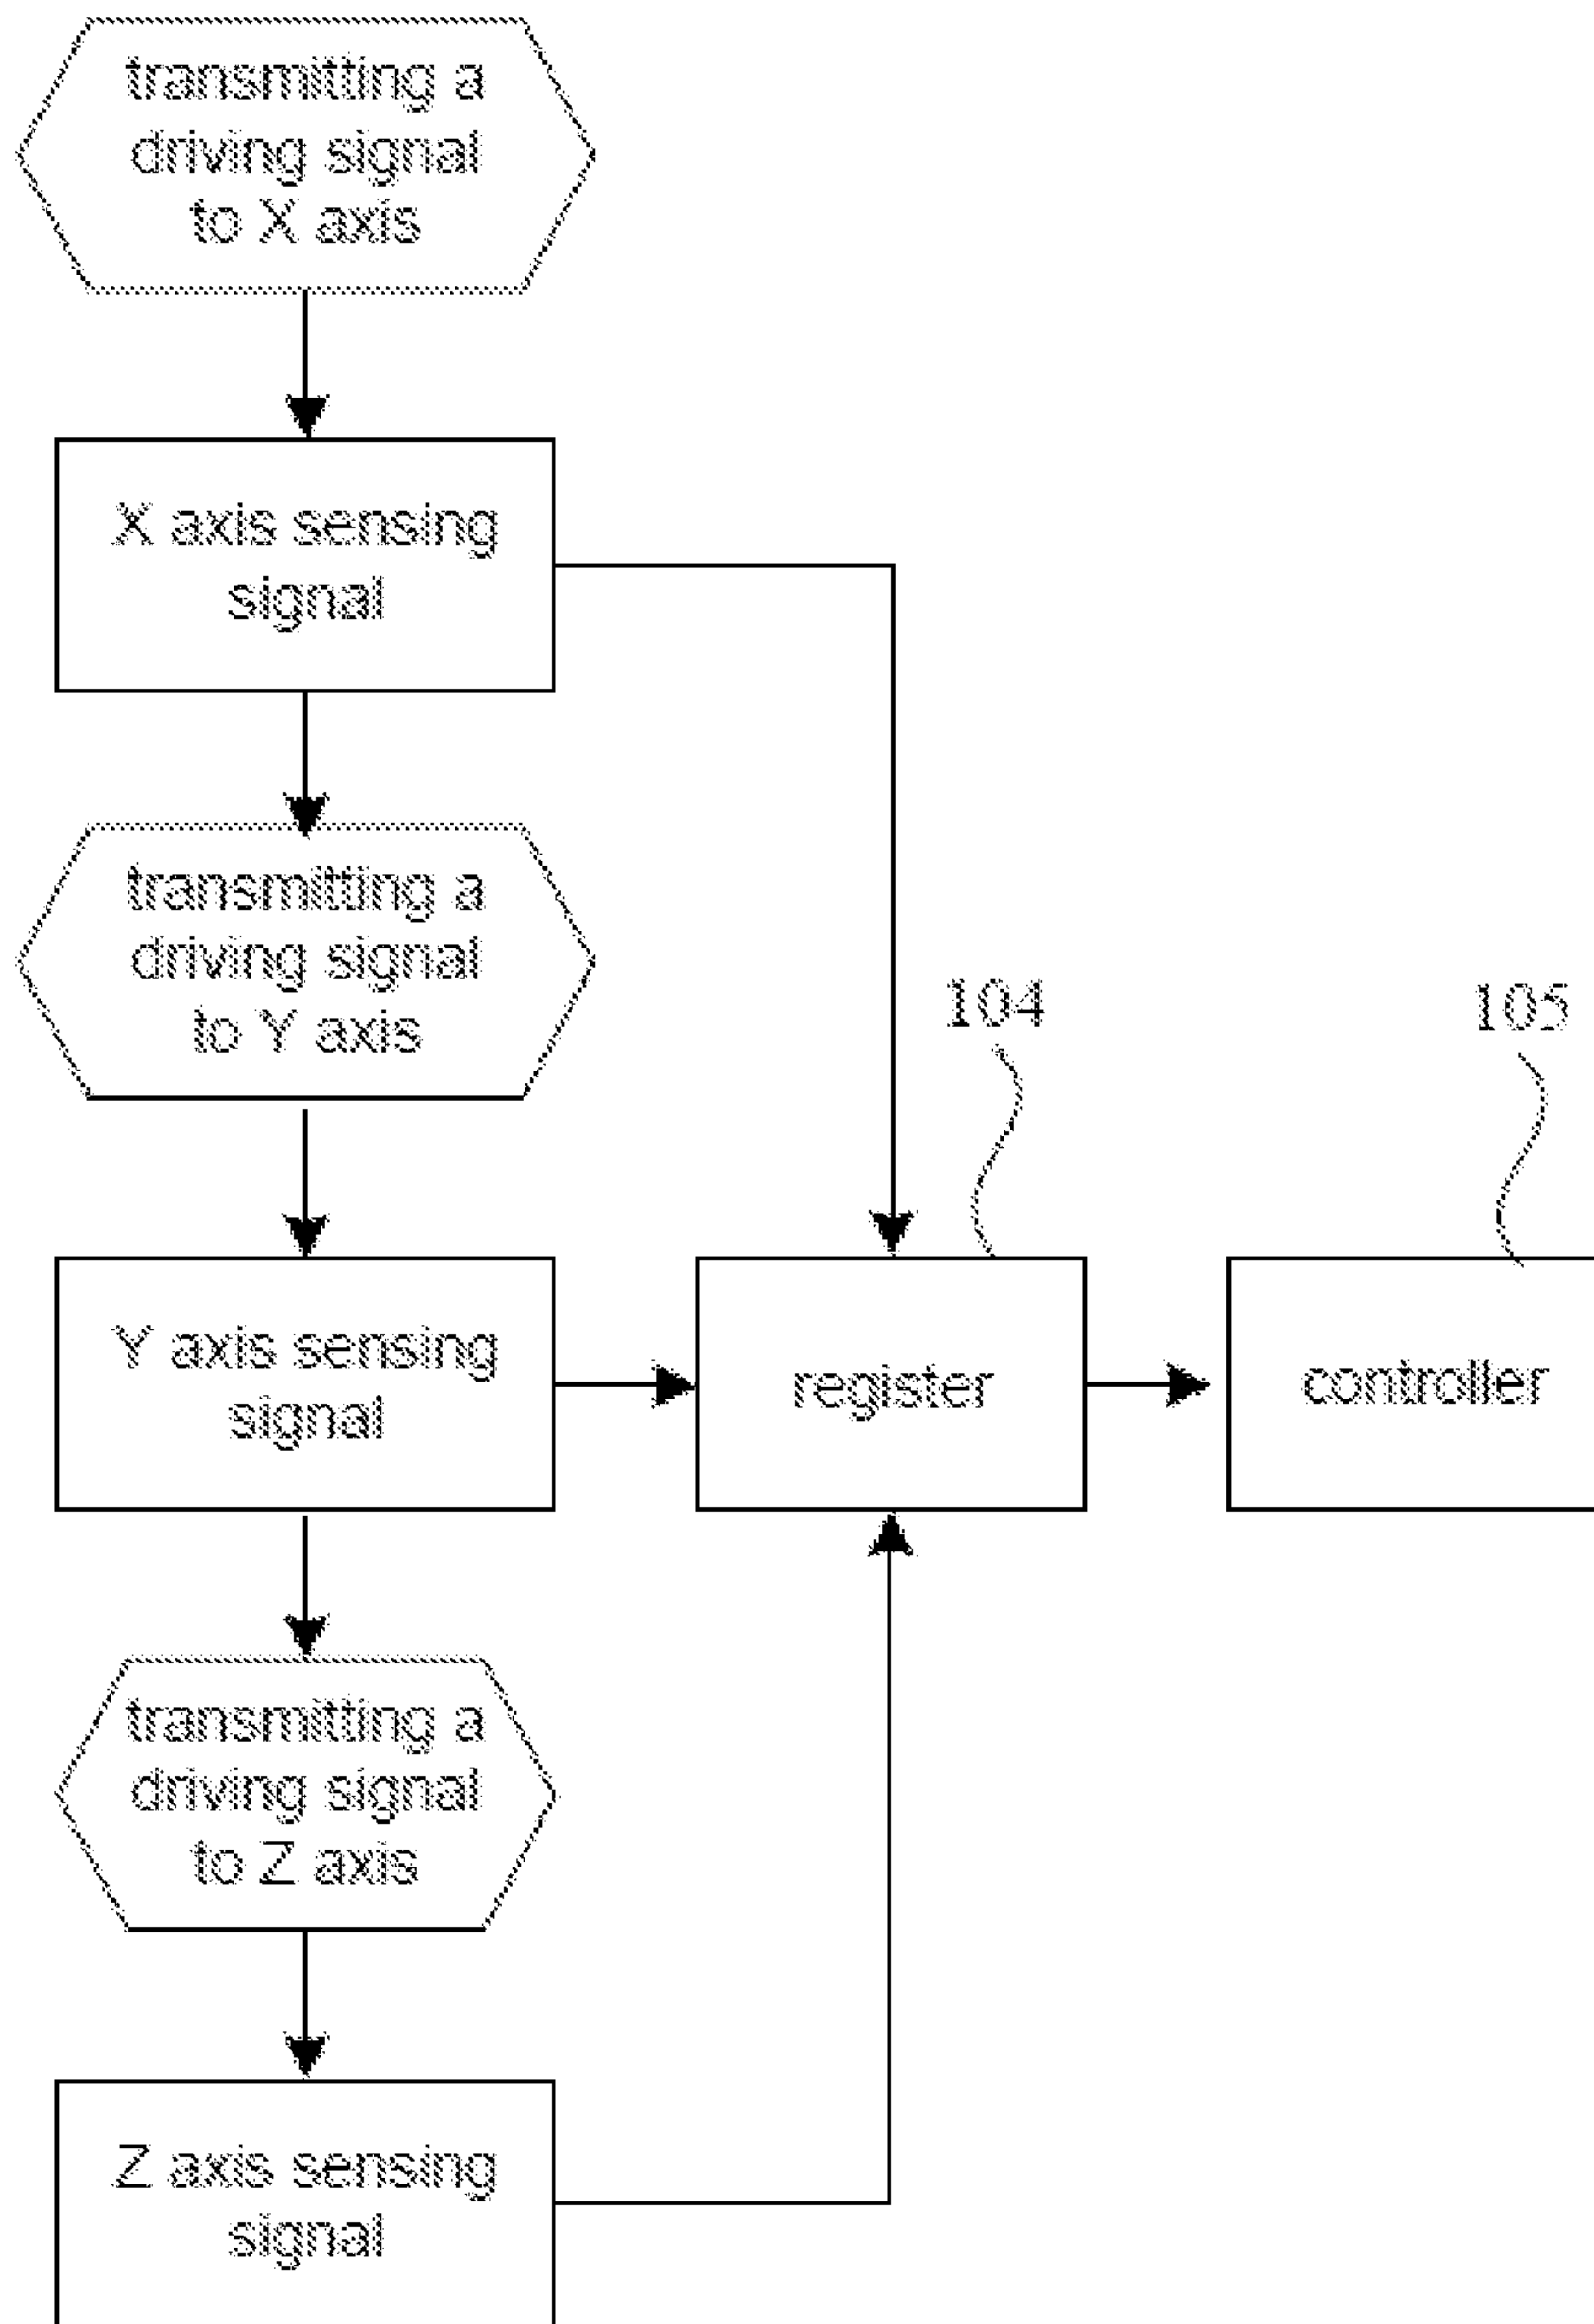 transmitting a
driving signal
to X axis
X axis sensing
signal
transmitting a
driving signal
to Y axis
104
105
Y axis sensing
signal
register
controller
transmitting a
driving signal
to Z axis
Z axis sensing
signal